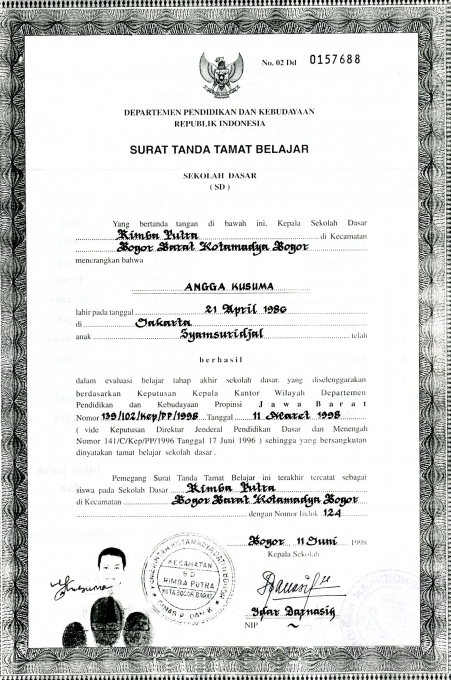 No. 02 Dd 0157688
DEPARTEMEN PENDIDIKAN DAN KEBUDAYAAN
REPUBLIK INDONESIA
SURAT TANDA TAMAT BELAJAR
SEKOLAH DASAR
( SD )
Yang bertanda tangan di bawah ini, Kepala Sekolah Dasar
Rimba Putra di Kecamatan
Bogor Barat Kotamadya Bogor
menerangkan bahwa
ANGGA KUSUMA
lahir pada tanggal 21 April 1986
di Jakarta
anak Syamsuridjal telah
berhasil
dalam evaluasi belajar tahap akhir sekolah dasar, yang diselenggarakan
berdasarkan Keputusan Kepala Kantor Wilayah Departemen
Pendidikan dan Kebudayaan Propinsi Jawa Barat
Nomor 139/102/Kep/PP/1998 Tanggal 11 Maret 1998
( vide Keputusan Direktur Jenderal Pendidikan Dasar dan Menengah
Nomor 141/C/Kep/PP/1996 Tanggal 17 Juni 1996 ) sehingga yang bersangkutan
dinyatakan tamat belajar sekolah dasar .
Pemegang Surat Tanda Tamat Belajar ini terakhir tercatat sebagai
siswa pada Sekolah Dasar Rimba Putra
di Kecamatan Bogor Barat Kotamadya Bogor
dengan Nomor Induk 124
Bogor 11 Juni 1998
Kepala Sekolah
KECAMATAN
SD
RIMBA PUTRA
KOTA BOGOR BARAT
Darnasih
NIP ~